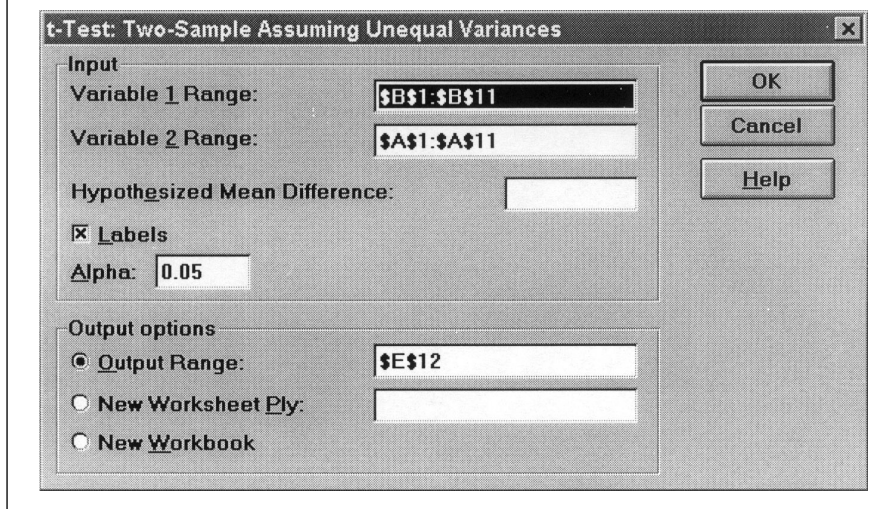 t-Test: Two-Sample Assuming Unequal Variances
Input
Variable 1 Range: $B$1:$B$11
Variable 2 Range: $A$1:$A$11
Hypothesized Mean Difference:
Labels
Alpha: 0.05
OK
Cancel
Help
Output options
Output Range: $E$12
New Worksheet Ply:
New Workbook